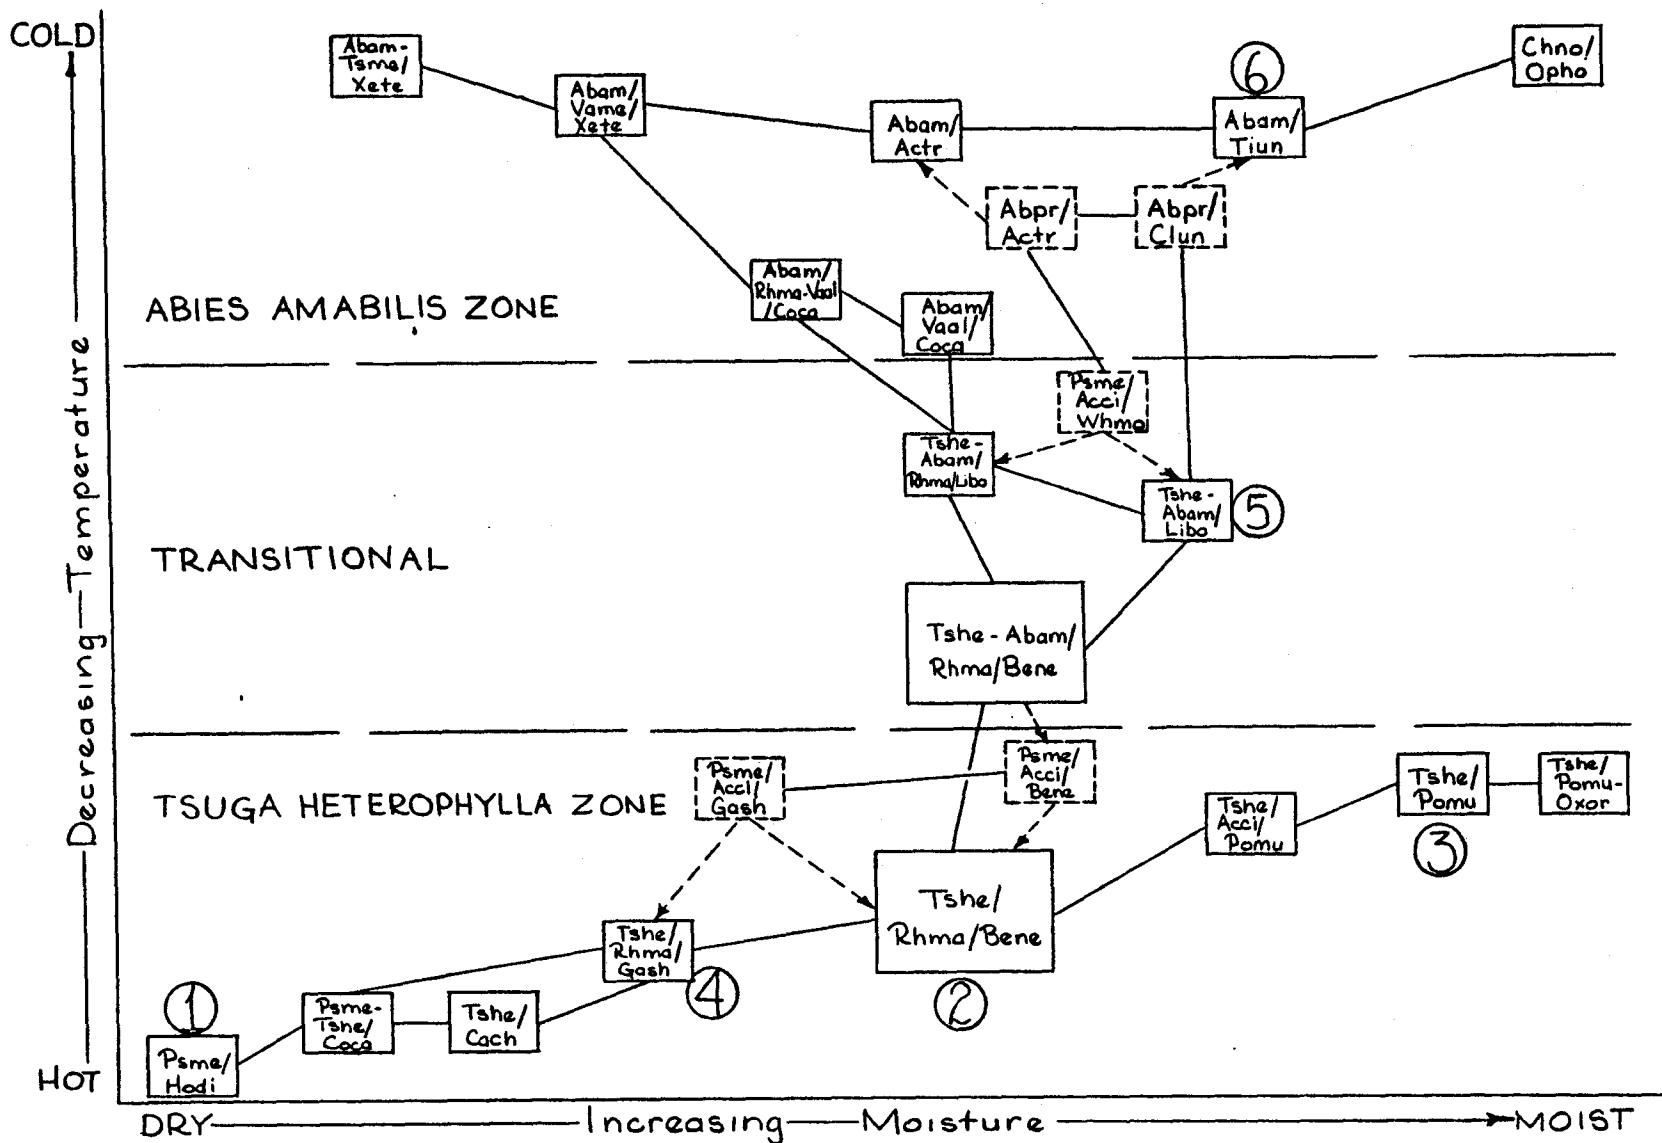 COLD
Abam-
Tsme/
Xete
Abam/
Vame/
Xete
Abam/
Actr
6
Abam/
Tiun
Chno/
Opho
Abpr/
Actr
Abpr/
Clun
Abam/
Rhma-Vaal
/Coca
Abam/
Vaal/
Coca
ABIES AMABILIS ZONE
Psme/
Acci/
Whmo
Tshe-
Abam/
Rhma/Libo
Tshe-
Abam/
Libo
5
TRANSITIONAL
Tshe-Abam/
Rhma/Bene
Decreasing Temperature
TSUGA HETEROPHYLLA ZONE
Psme/
Acci/
Gash
Psme/
Acci/
Bene
Tshe/
Acci/
Pomu
Tshe/
Pomu
3
Tshe/
Pomu-
Oxor
Tshe/
Rhma/
Gash
4
Tshe/
Rhma/Bene
2
1
Psme/
Hodi
Psme-
Tshe/
Coca
Tshe/
Cach
HOT
DRY Increasing Moisture MOIST